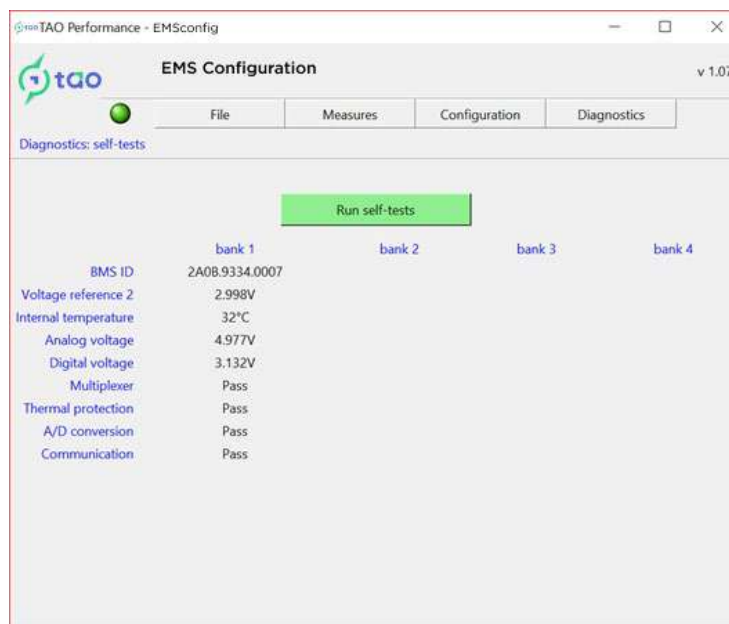 TAO Performance - EMSconfig
tao
EMS Configuration
v 1.07
File Measures Configuration Diagnostics
Diagnostics: self-tests
Run self-tests
bank 1 bank 2 bank 3 bank 4
BMS ID 2A0B.9334.0007
Voltage reference 2 2.998V
Internal temperature 32°C
Analog voltage 4.977V
Digital voltage 3.132V
Multiplexer Pass
Thermal protection Pass
A/D conversion Pass
Communication Pass